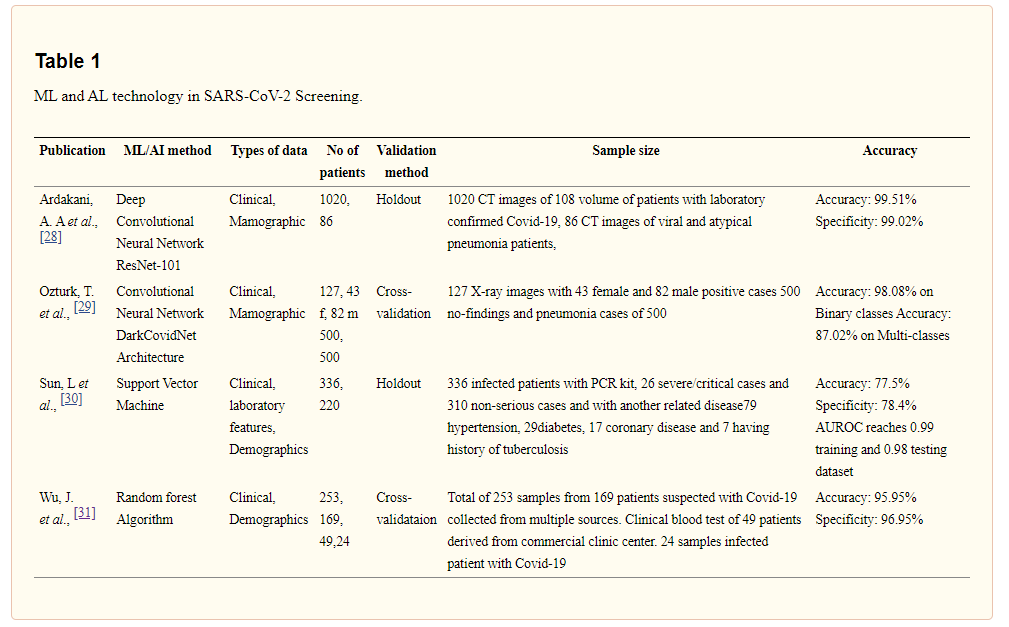 Table 1
ML and AL technology in SARS-CoV-2 Screening.
Publication ML/AI method Types of data No of patients Validation method Sample size Accuracy
Ardakani, Deep Clinical, 1020, Holdout 1020 CT images of 108 volume of patients with laboratory Accuracy: 99.51%
A. A et al., Convolutional Mamographic 86 confirmed Covid-19, 86 CT images of viral and atypical Specificity: 99.02%
[28] Neural Network pneumonia patients,
ResNet-101
Ozturk, T. Convolutional Clinical, 127, 43 Cross- 127 X-ray images with 43 female and 82 male positive cases 500 Accuracy: 98.08% on
et al., [29] Neural Network Mamographic f, 82 m validation no-findings and pneumonia cases of 500 Binary classes Accuracy:
DarkCovidNet 500, 87.02% on Multi-classes
Architecture 500
Sun, L et Support Vector Clinical, 336, Holdout 336 infected patients with PCR kit, 26 severe/critical cases and Accuracy: 77.5%
al., [30] Machine laboratory 220 310 non-serious cases and with another related disease79 Specificity: 78.4%
features, hypertension, 29diabetes, 17 coronary disease and 7 having AUROC reaches 0.99
Demographics history of tuberculosis training and 0.98 testing
dataset
Wu, J. Random forest Clinical, 253, Cross- Total of 253 samples from 169 patients suspected with Covid-19 Accuracy: 95.95%
et al., [31] Algorithm Demographics 169, validataion collected from multiple sources. Clinical blood test of 49 patients Specificity: 96.95%
49,24 derived from commercial clinic center. 24 samples infected
patient with Covid-19